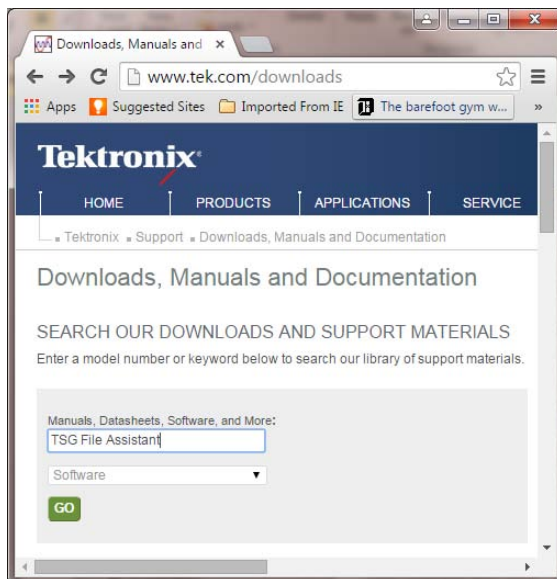 Downloads, Manuals and
www.tek.com/downloads
Apps Suggested Sites Imported From IE The barefoot gym w... »
Tektronix
HOME PRODUCTS APPLICATIONS SERVICE
Tektronix Support Downloads, Manuals and Documentation
Downloads, Manuals and Documentation
SEARCH OUR DOWNLOADS AND SUPPORT MATERIALS
Enter a model number or keyword below to search our library of support materials.
Manuals, Datasheets, Software, and More:
TSG File Assistant
Software
GO